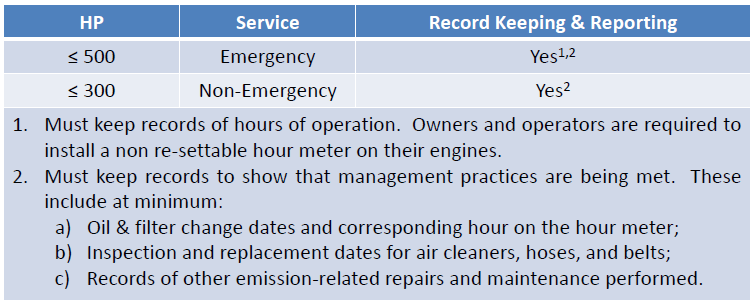 HP Service Record Keeping & Reporting
≤ 500 Emergency Yes1,2
≤ 300 Non-Emergency Yes2
1. Must keep records of hours of operation. Owners and operators are required to
install a non re-settable hour meter on their engines.
2. Must keep records to show that management practices are being met. These
include at minimum:
a) Oil & filter change dates and corresponding hour on the hour meter;
b) Inspection and replacement dates for air cleaners, hoses, and belts;
c) Records of other emission-related repairs and maintenance performed.